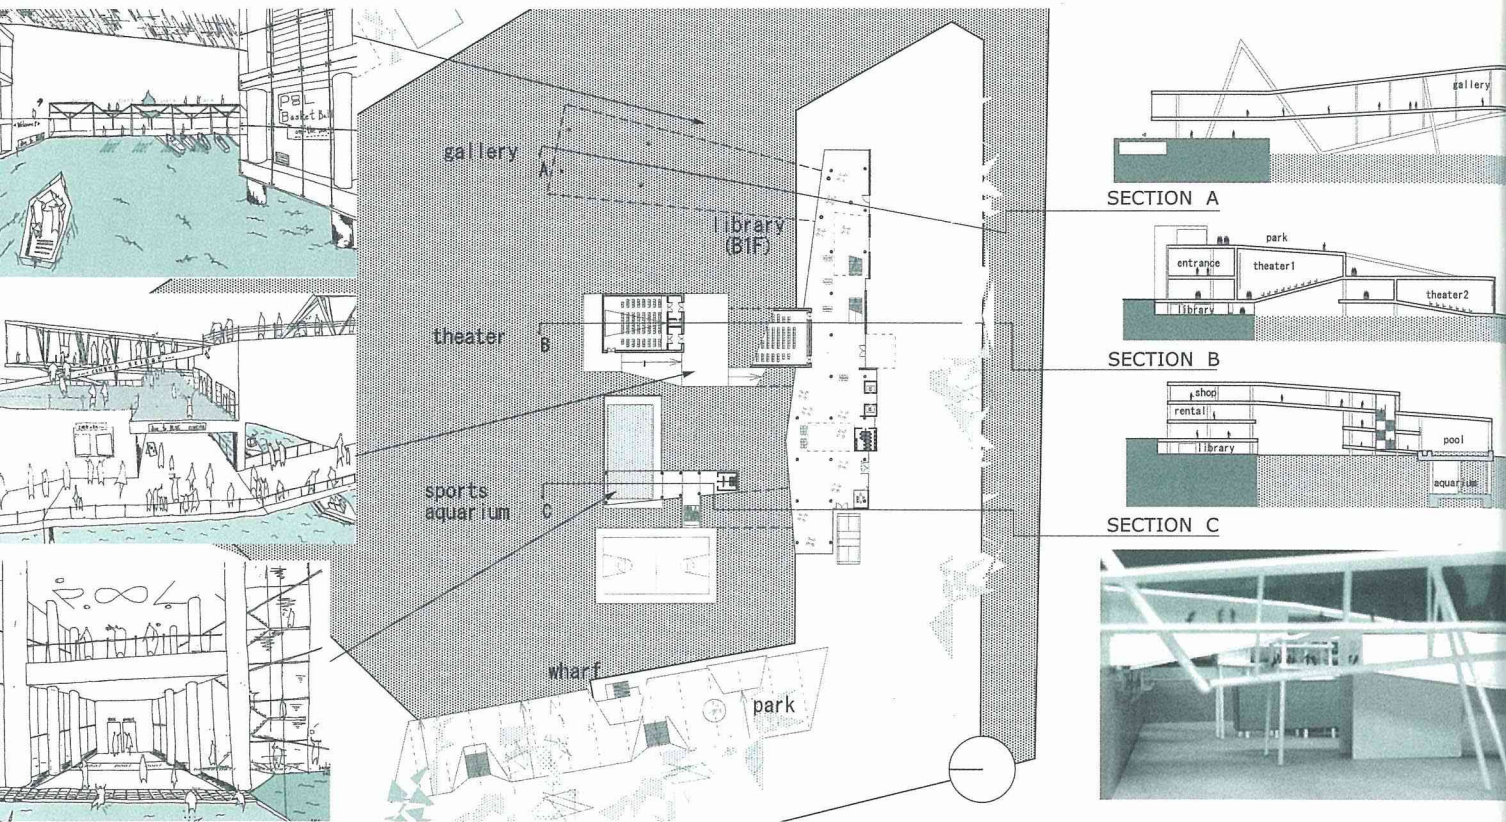 PBL
Basket Ball
POOL
gallery
A
library
(B1F)
theater
B
sports
aquarium
C
wharf
park
gallery
SECTION A
park
entrance
theater1
theater2
library
SECTION B
shop
rental
pool
library
aquarium
SECTION C